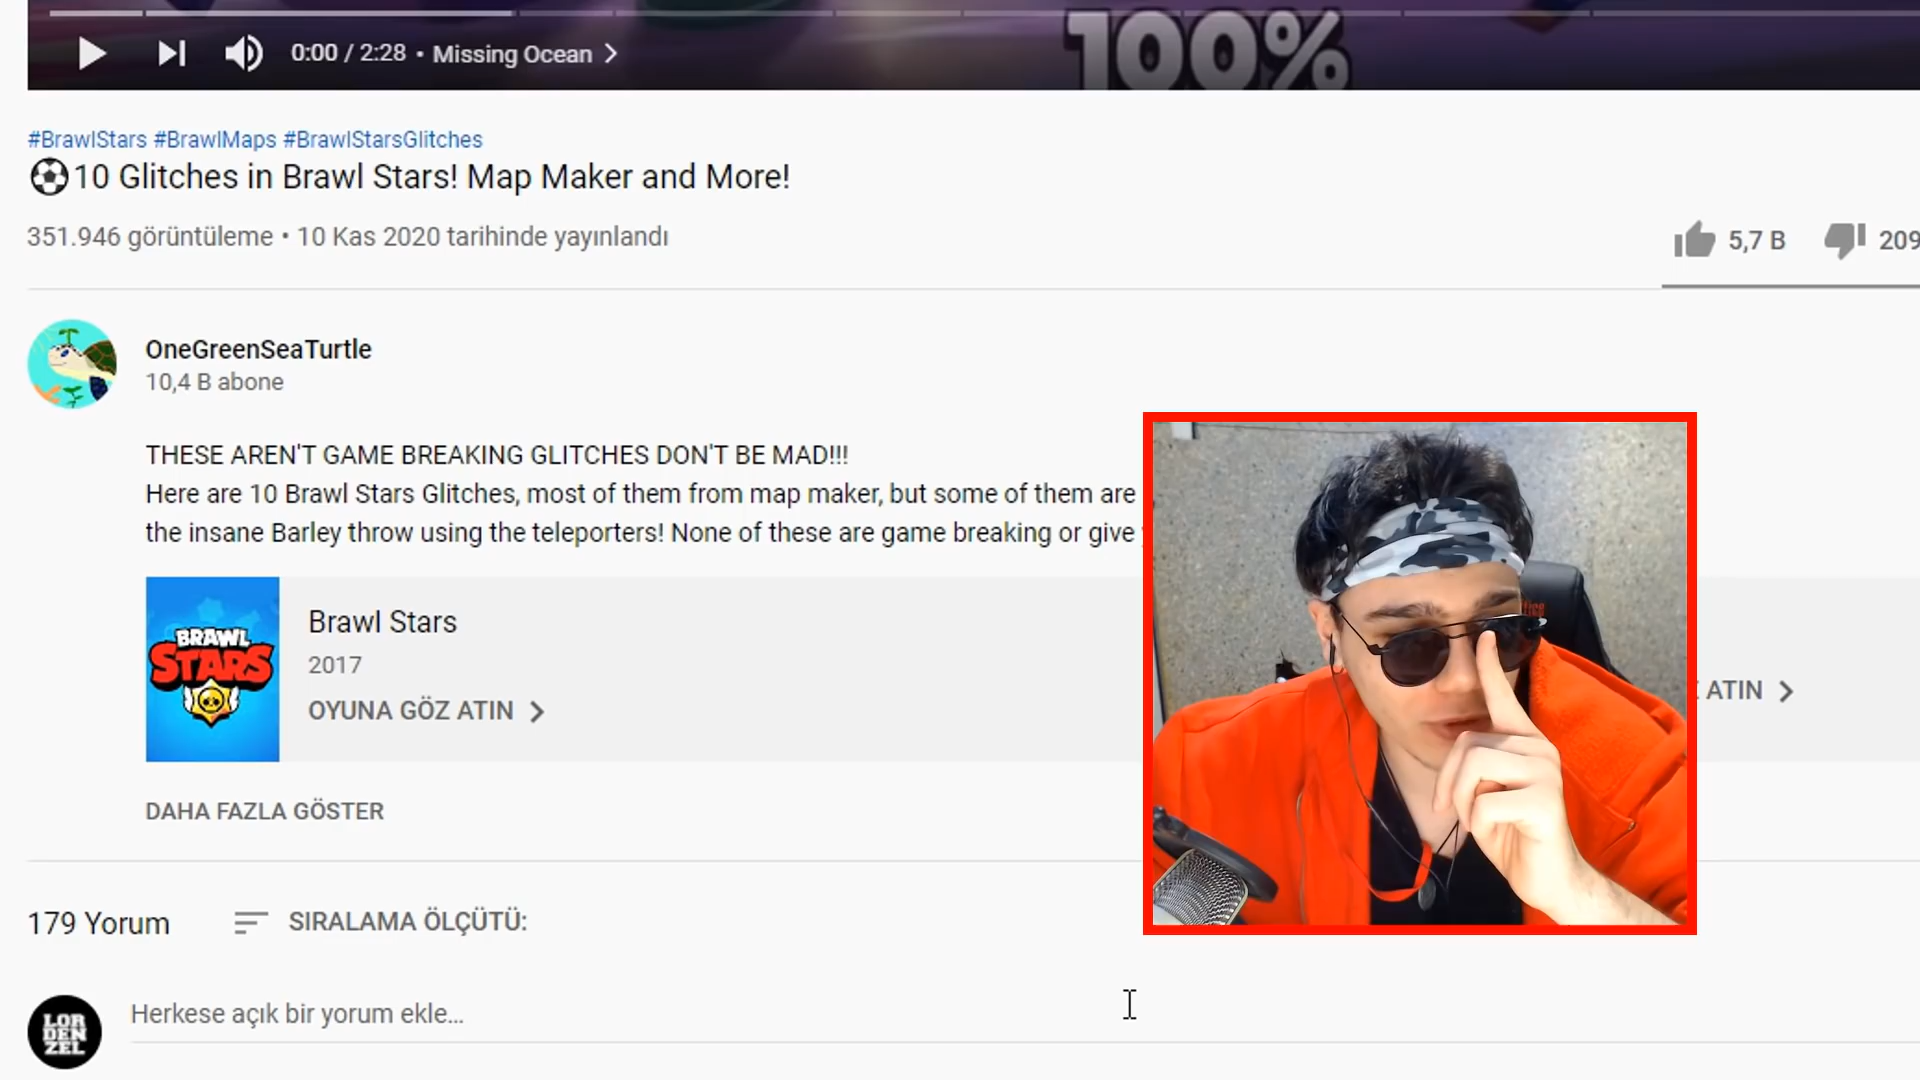 100%
0:00 / 2:28 • Missing Ocean
#BrawlStars #BrawlMaps #BrawlStarsGlitches
10 Glitches in Brawl Stars! Map Maker and More!
351.946 görüntüleme • 10 Kas 2020 tarihinde yayınlandı
5,7 B
209
OneGreenSeaTurtle
10,4 B abone
THESE AREN'T GAME BREAKING GLITCHES DON'T BE MAD!!!
Here are 10 Brawl Stars Glitches, most of them from map maker, but some of them are
the insane Barley throw using the teleporters! None of these are game breaking or give
BRAWL
STARS
Brawl Stars
2017
OYUNA GÖZ ATIN
ATIN
DAHA FAZLA GÖSTER
179 Yorum
SIRALAMA ÖLÇÜTÜ:
LOR
DEN
ZEL
Herkese açık bir yorum ekle...